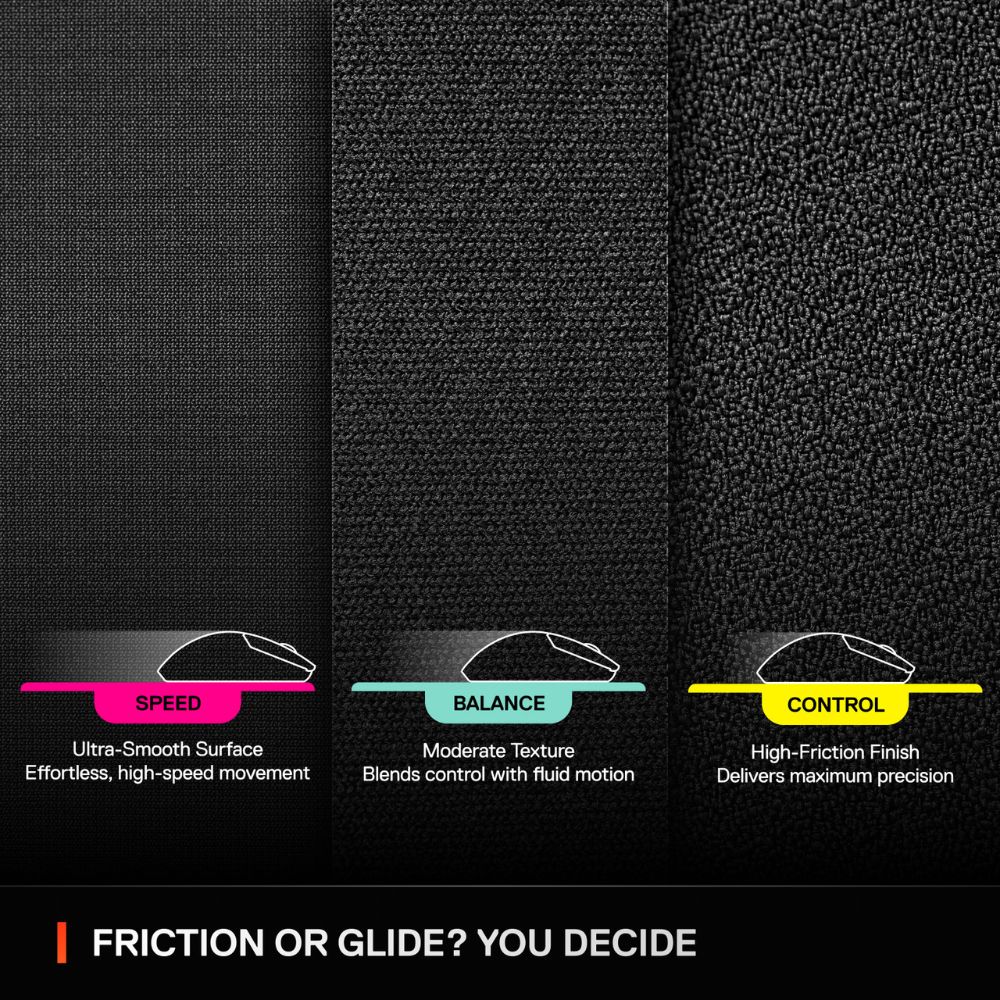 SPEED
Ultra-Smooth Surface
Effortless, high-speed movement
BALANCE
Moderate Texture
Blends control with fluid motion
CONTROL
High-Friction Finish
Delivers maximum precision
FRICTION OR GLIDE? YOU DECIDE